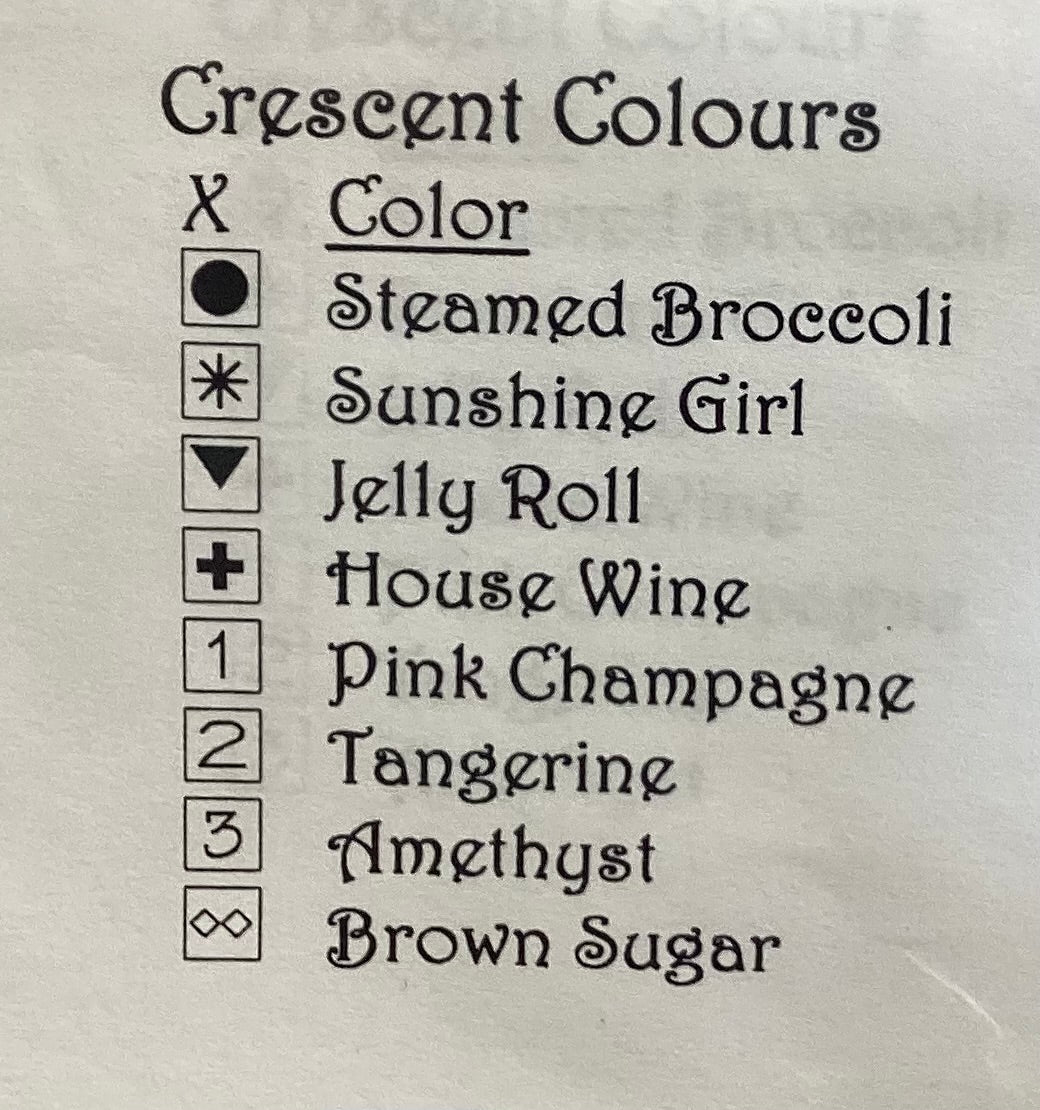 Crescent Colours
X Color
● Steamed Broccoli
✳ Sunshine Girl
▼ Jelly Roll
✚ House Wine
1 Pink Champagne
2 Tangerine
3 Amethyst
◇◇ Brown Sugar